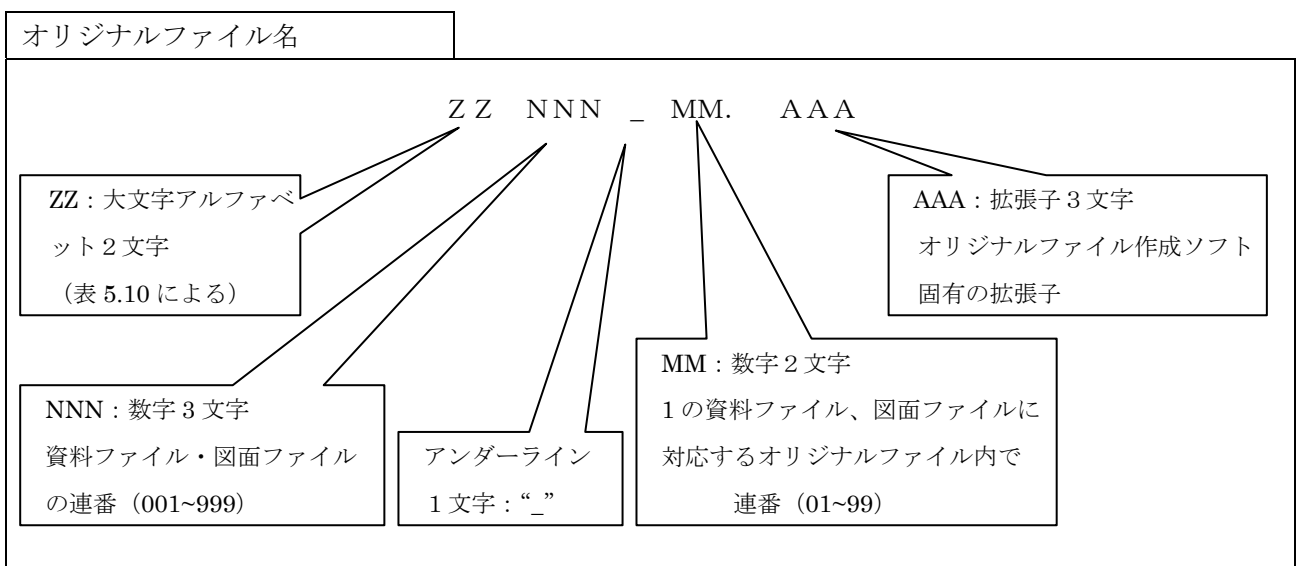 オリジナルファイル名
ＺＺ ＮＮＮ _ MM. ＡＡＡ
ZZ：大文字アルファベ
ット２文字
（表 5.10 による）
AAA：拡張子３文字
オリジナルファイル作成ソフト
固有の拡張子
NNN：数字３文字
資料ファイル・図面ファイル
の連番（001~999）
アンダーライン
１文字：“_”
MM：数字２文字
1 の資料ファイル、図面ファイルに
対応するオリジナルファイル内で
連番（01~99）